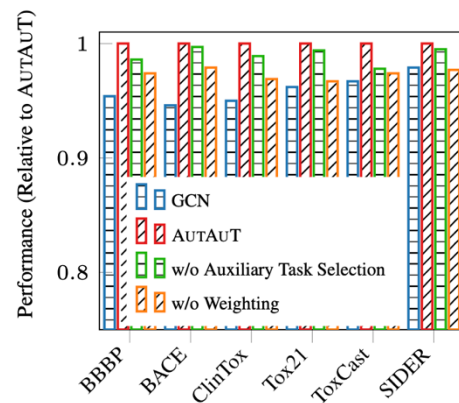 Performance (Relative to AUTAUT)
1
0.9
0.8
GCN
AUTAUT
w/o Auxiliary Task Selection
w/o Weighting
BBBP
BACE
ClinTox
Tox21
ToxCast
SIDER